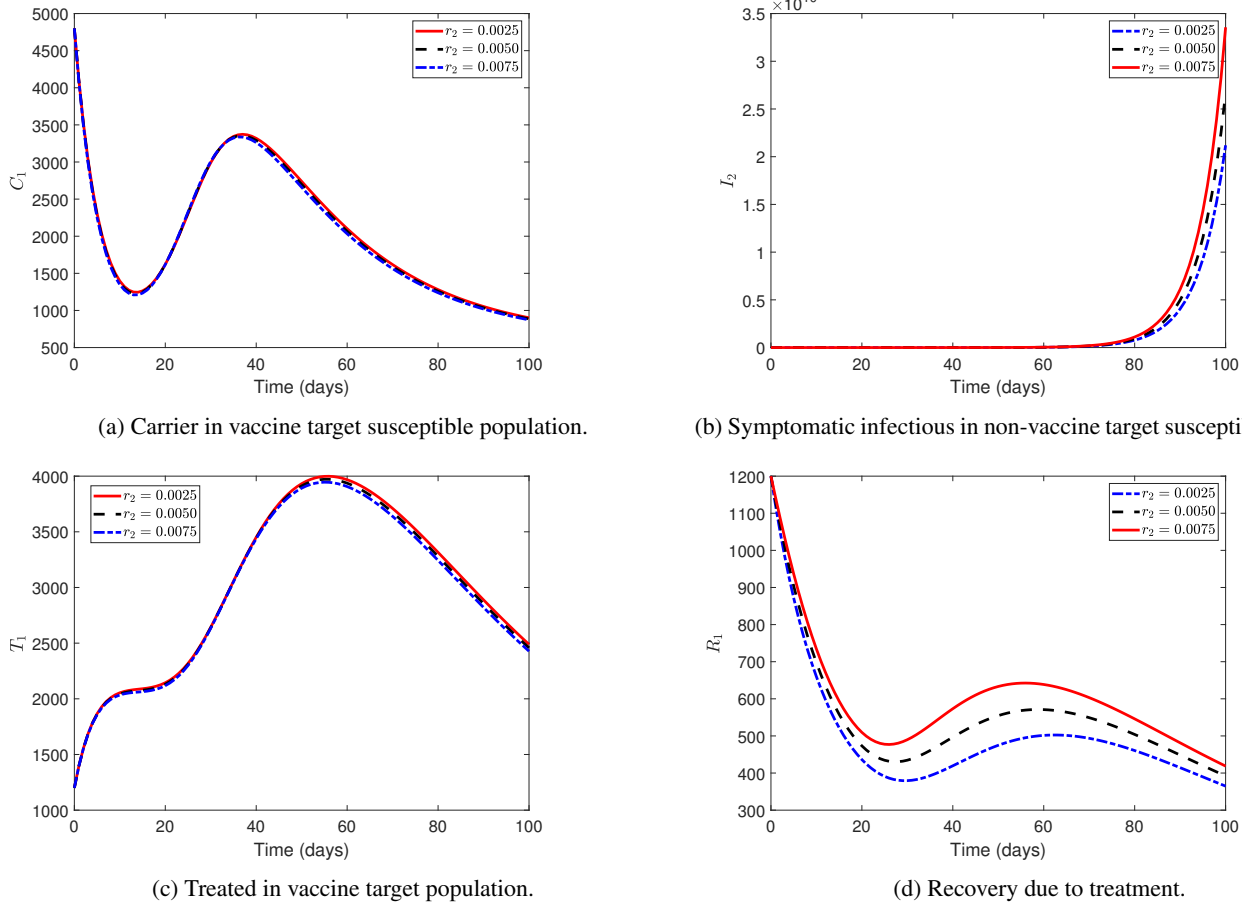 5000
4500
4000
3500
3000
2500
2000
1500
1000
500
C₁
0 20 40 60 80 100
Time (days)
r₂ = 0.0025
r₂ = 0.0050
r₂ = 0.0075
(a) Carrier in vaccine target susceptible population.
3.5
3
2.5
2
1.5
1
0.5
0
I₂
0 20 40 60 80 100
Time (days)
r₂ = 0.0025
r₂ = 0.0050
r₂ = 0.0075
(b) Symptomatic infectious in non-vaccine target suscepti
4000
3500
3000
2500
2000
1500
1000
T₁
0 20 40 60 80 100
Time (days)
r₂ = 0.0025
r₂ = 0.0050
r₂ = 0.0075
(c) Treated in vaccine target population.
1200
1100
1000
900
800
700
600
500
400
300
R₁
0 20 40 60 80 100
Time (days)
r₂ = 0.0025
r₂ = 0.0050
r₂ = 0.0075
(d) Recovery due to treatment.